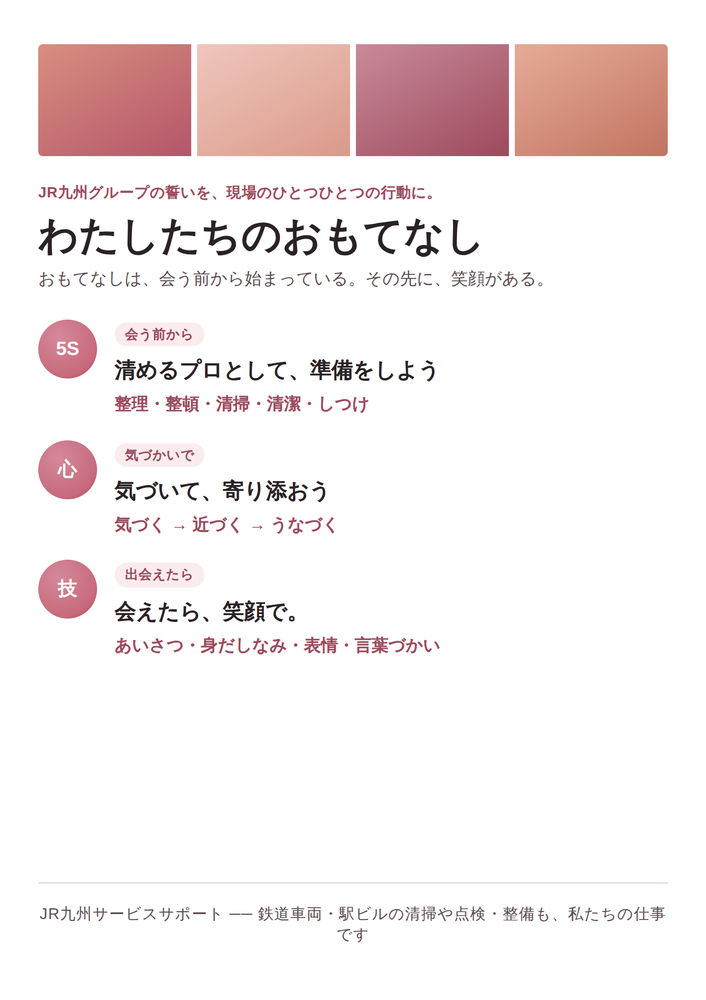 JR九州グループの誓いを、現場のひとつひとつの行動に。
わたしたちのおもてなし
おもてなしは、会う前から始まっている。その先に、笑顔がある。
5S
会う前から
清めるプロとして、準備をしよう
整理・整頓・清掃・清潔・しつけ
心
気づかいで
気づいて、寄り添おう
気づく → 近づく → うなづく
技
出会えたら
会えたら、笑顔で。
あいさつ・身だしなみ・表情・言葉づかい
JR九州サービスサポート ── 鉄道車両・駅ビルの清掃や点検・整備も、私たちの仕事
です